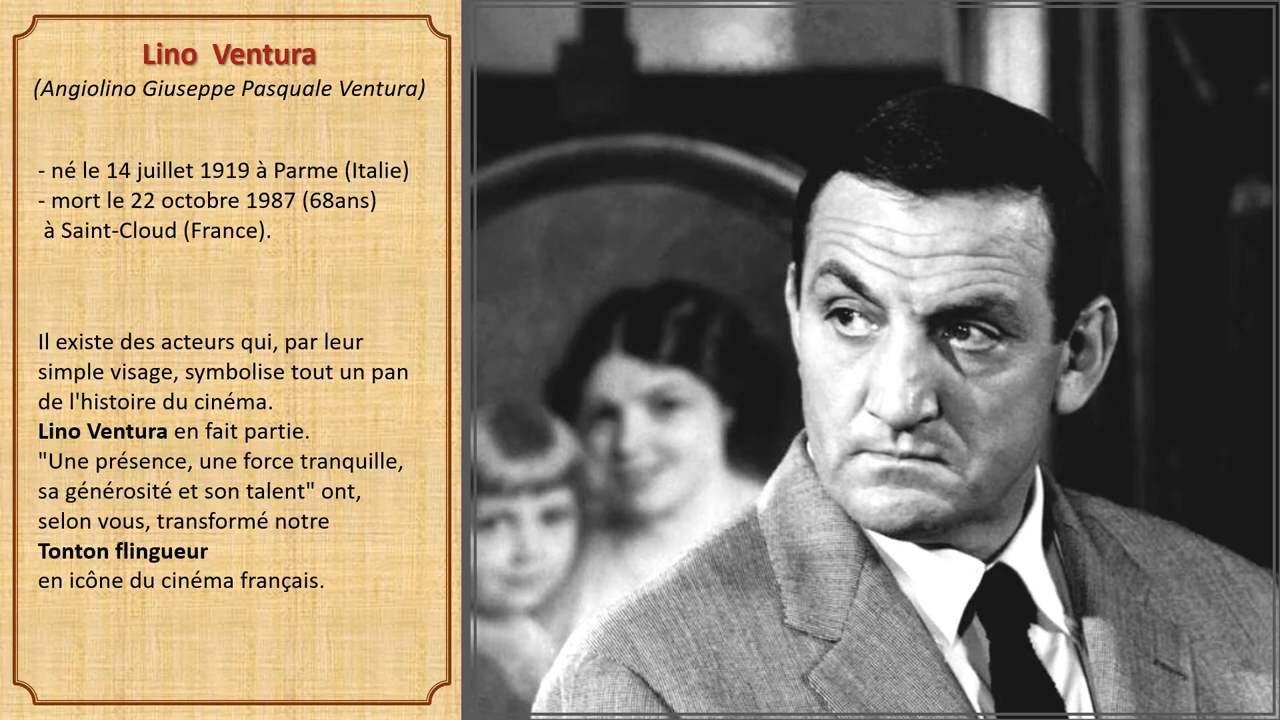 Lino Ventura
(Angiolino Giuseppe Pasquale Ventura)
- né le 14 juillet 1919 à Parme (Italie)
- mort le 22 octobre 1987 (68ans)
à Saint-Cloud (France).
Il existe des acteurs qui, par leur
simple visage, symbolise tout un pan
de l'histoire du cinéma.
Lino Ventura en fait partie.
"Une présence, une force tranquille,
sa générosité et son talent" ont,
selon vous, transformé notre
Tonton flingueur
en icône du cinéma français.